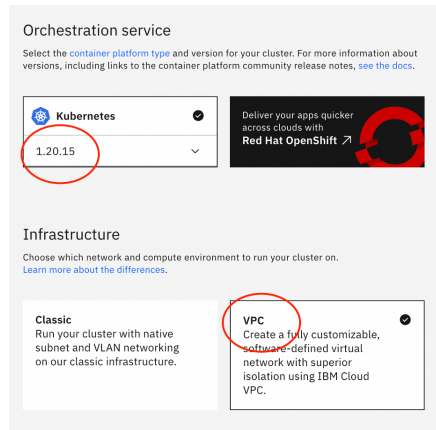 Orchestration service
Select the container platform type and version for your cluster. For more information about
versions, including links to the container platform community release notes, see the docs.
Kubernetes
1.20.15
Deliver your apps quicker
across clouds with
Red Hat OpenShift ↗
Infrastructure
Choose which network and compute environment to run your cluster on.
Learn more about the differences.
Classic
Run your cluster with native
subnet and VLAN networking
on our classic infrastructure.
VPC
Create a fully customizable,
software-defined virtual
network with superior
isolation using IBM Cloud
VPC.